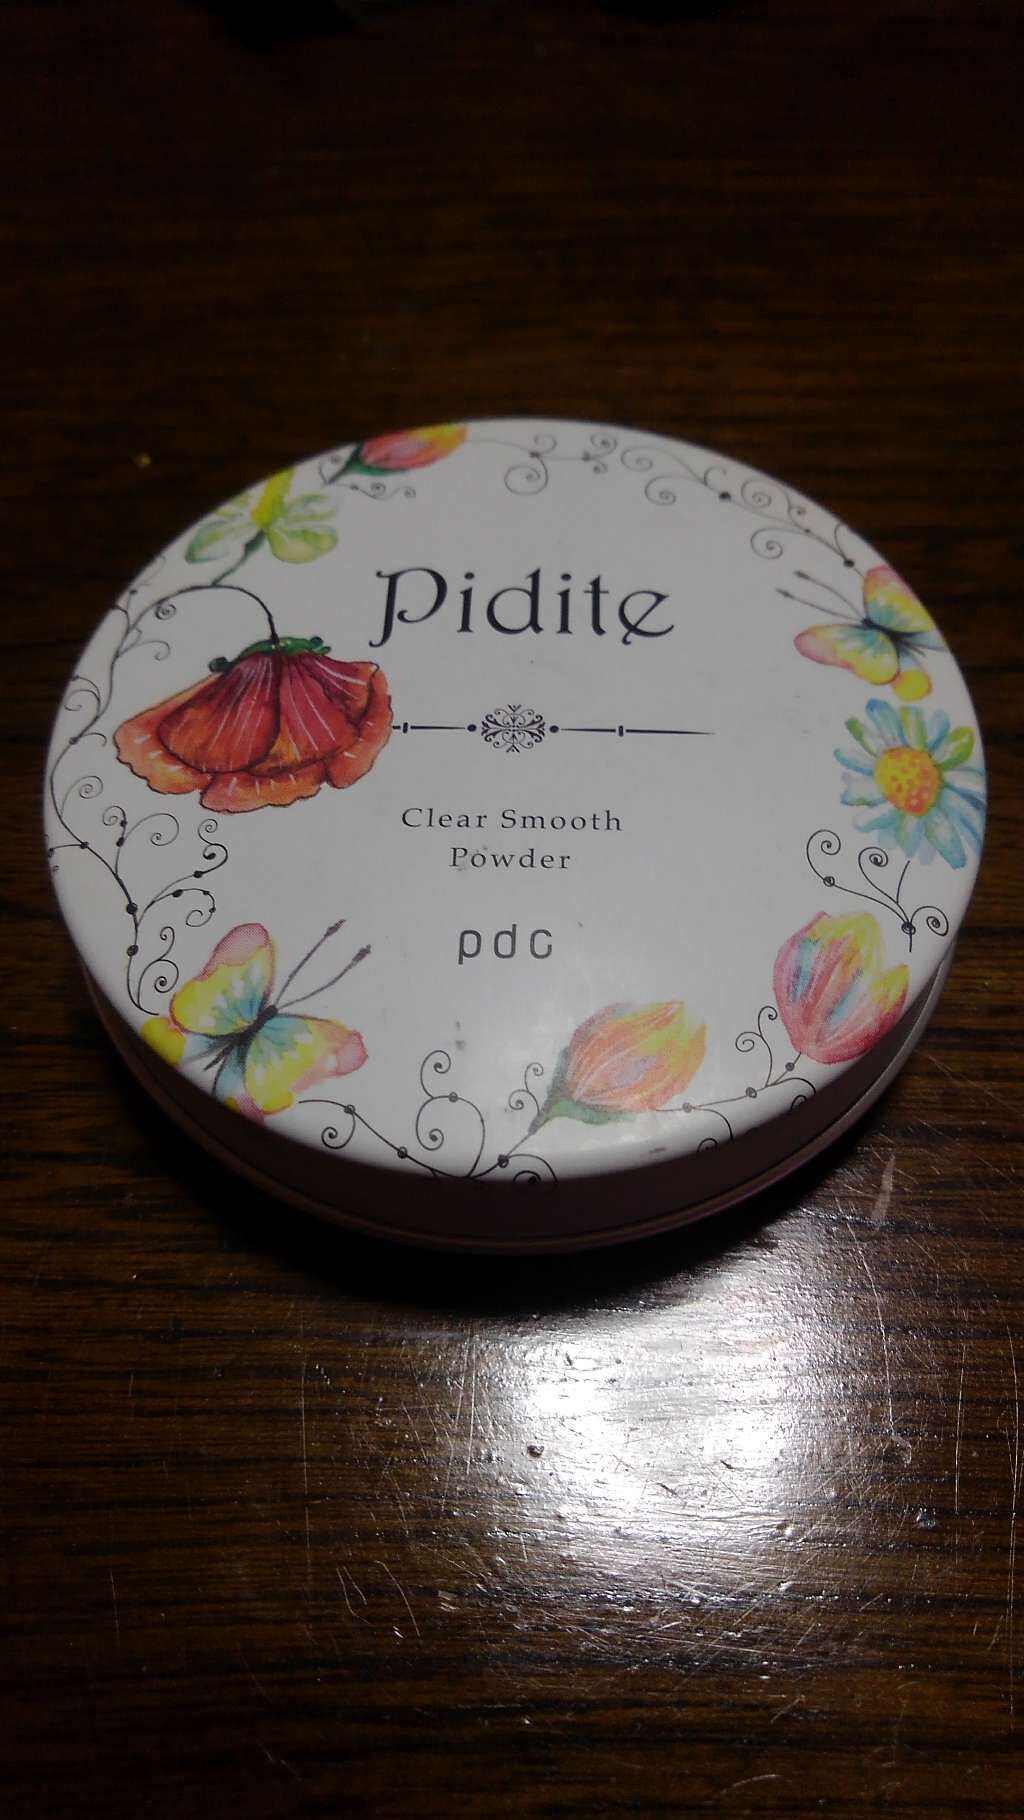 Pidite
Clear Smooth
Powder
pdc